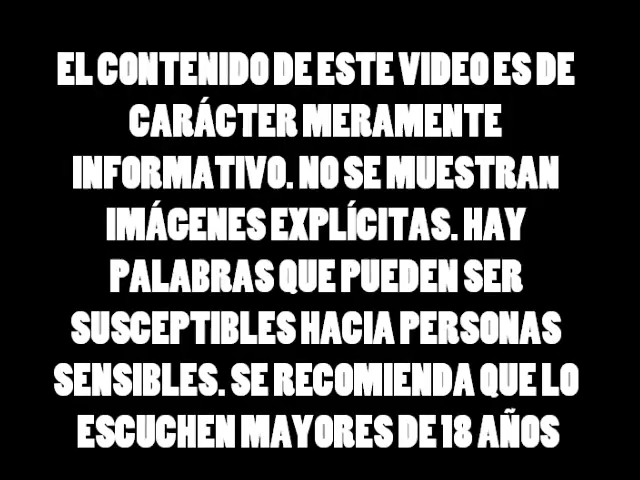 EL CONTENIDO DE ESTE VIDEO ES DE
CARÁCTER MERAMENTE
INFORMATIVO. NO SE MUESTRAN
IMÁGENES EXPLÍCITAS. HAY
PALABRAS QUE PUEDEN SER
SUSCEPTIBLES HACIA PERSONAS
SENSIBLES. SE RECOMIENDA QUE LO
ESCUCHEN MAYORES DE 18 AÑOS